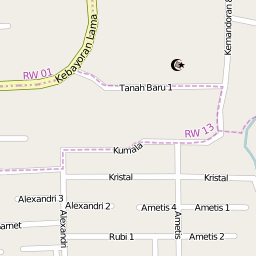 Kemandoran 8
Kebayoran Lama
RW 01
Tanah Baru 1
RW 13
Kumala
Kristal
Kristal
Alexandri 3
Alexandri 2
Ametis 4
Ametis 1
Alexandri
Ametis
Rubi 1
Ametis 2